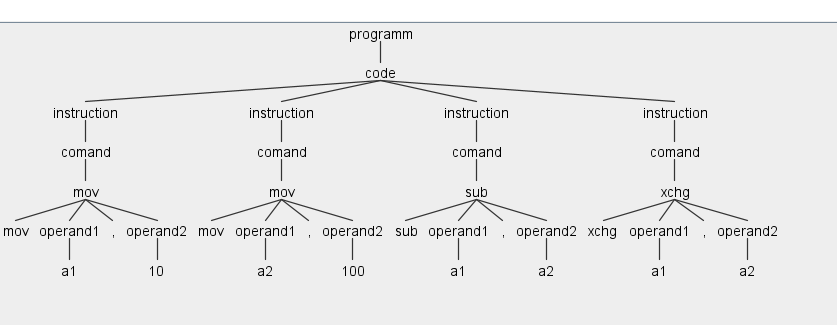 programm
code
instruction instruction instruction instruction
comand comand comand comand
mov mov sub xchg
mov operand1 , operand2 mov operand1 , operand2 sub operand1 , operand2 xchg operand1 , operand2
a1 10 a2 100 a1 a2 a1 a2